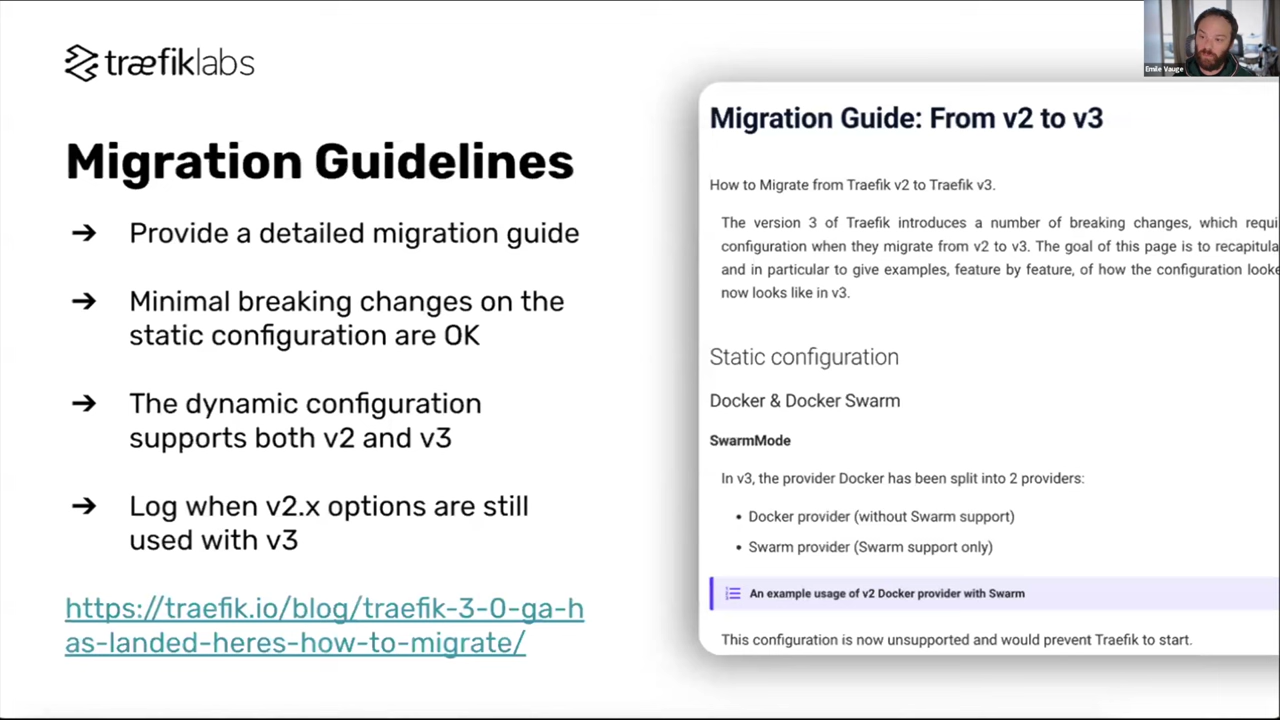 træfiklabs
Migration Guidelines
➔ Provide a detailed migration guide
➔ Minimal breaking changes on the
static configuration are OK
➔ The dynamic configuration
supports both v2 and v3
➔ Log when v2.x options are still
used with v3
https://traefik.io/blog/traefik-3-0-ga-h
as-landed-heres-how-to-migrate/
Emile Vauge
Migration Guide: From v2 to v3
How to Migrate from Traefik v2 to Traefik v3.
The version 3 of Traefik introduces a number of breaking changes, which requi
configuration when they migrate from v2 to v3. The goal of this page is to recapitula
and in particular to give examples, feature by feature, of how the configuration looke
now looks like in v3.
Static configuration
Docker & Docker Swarm
SwarmMode
In v3, the provider Docker has been split into 2 providers:
• Docker provider (without Swarm support)
• Swarm provider (Swarm support only)
An example usage of v2 Docker provider with Swarm
This configuration is now unsupported and would prevent Traefik to start.